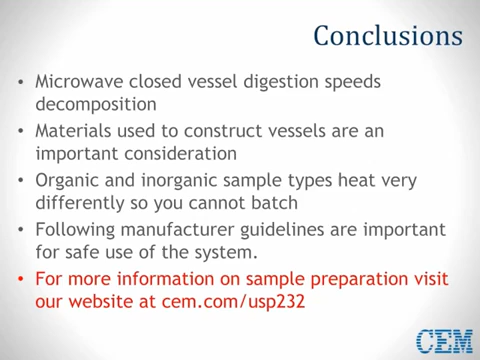 Conclusions
• Microwave closed vessel digestion speeds
decomposition
• Materials used to construct vessels are an
important consideration
• Organic and inorganic sample types heat very
differently so you cannot batch
• Following manufacturer guidelines are important
for safe use of the system.
• For more information on sample preparation visit
our website at cem.com/usp232
CEM